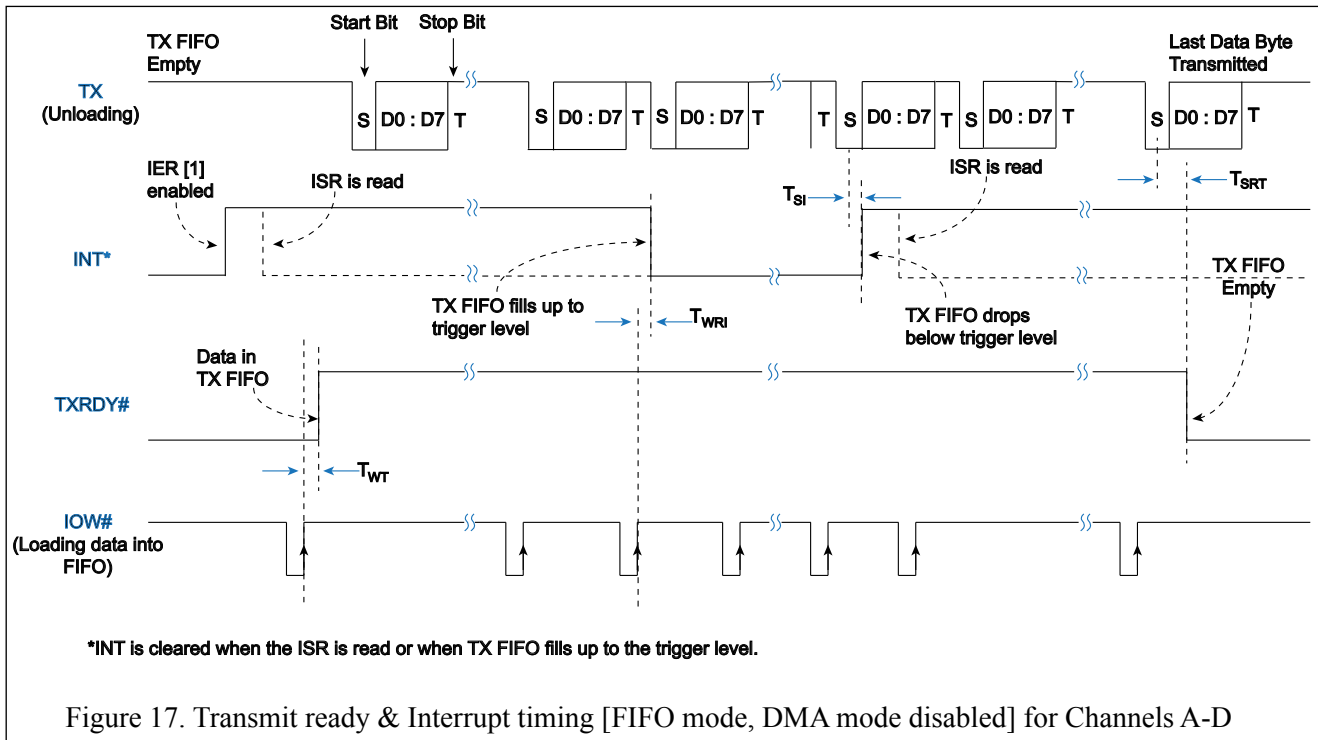 Start Bit
Stop Bit
TX FIFO
Empty
Last Data Byte
Transmitted
TX
(Unloading)
S D0 : D7 T
S D0 : D7 T S D0 : D7 T
T S D0 : D7 T S D0 : D7 T
S D0 : D7 T
IER [1]
enabled
ISR is read
ISR is read
TSI
TSRT
INT*
TX FIFO fills up to
trigger level
TWRI
TX FIFO drops
below trigger level
TX FIFO
Empty
Data in
TX FIFO
TXRDY#
TWT
IOW#
(Loading data into
FIFO)
*INT is cleared when the ISR is read or when TX FIFO fills up to the trigger level.
Figure 17. Transmit ready & Interrupt timing [FIFO mode, DMA mode disabled] for Channels A-D